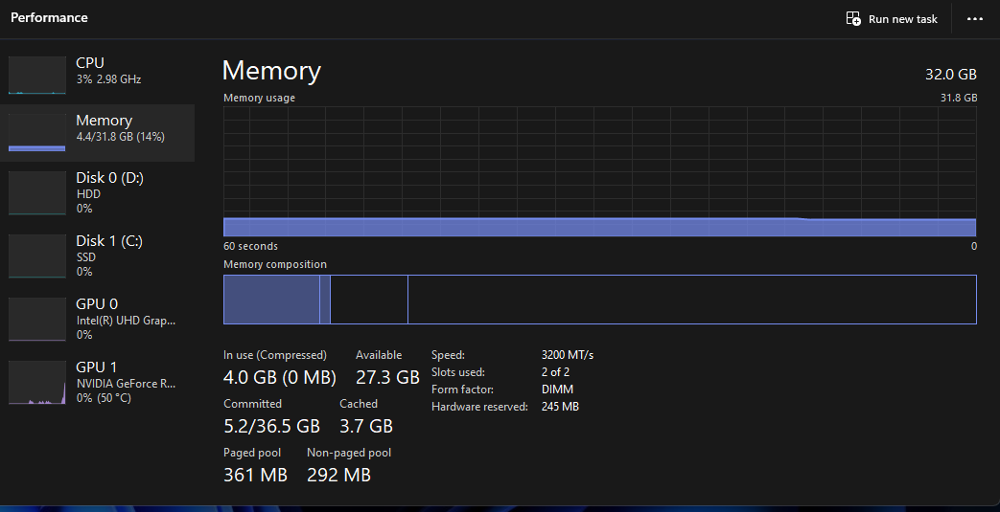 Performance
Run new task
CPU
3% 2.98 GHz
Memory
4.4/31.8 GB (14%)
Disk 0 (D:)
HDD
0%
Disk 1 (C:)
SSD
0%
GPU 0
Intel(R) UHD Grap...
0%
GPU 1
NVIDIA GeForce R...
0% (50 °C)
Memory
32.0 GB
Memory usage
31.8 GB
60 seconds
0
Memory composition
In use (Compressed)
4.0 GB (0 MB)
Available
27.3 GB
Committed
5.2/36.5 GB
Cached
3.7 GB
Paged pool
361 MB
Non-paged pool
292 MB
Speed: 3200 MT/s
Slots used: 2 of 2
Form factor: DIMM
Hardware reserved: 245 MB